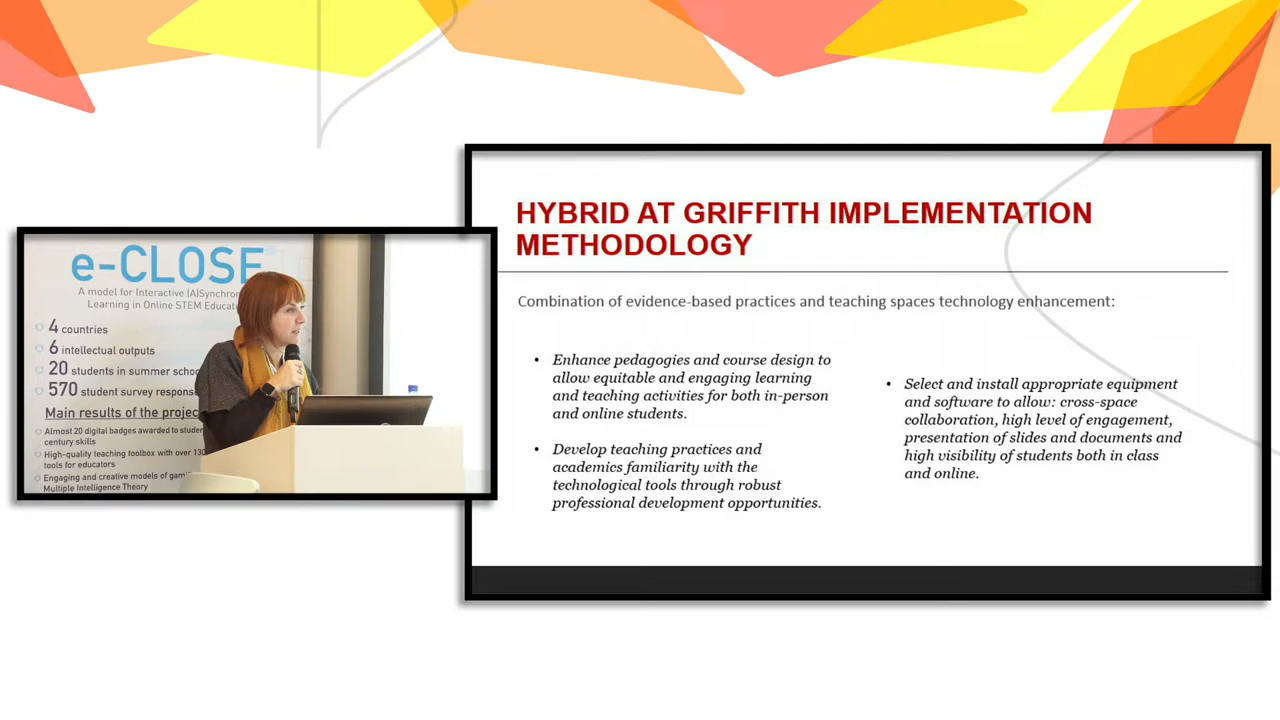 e-CLOSE
A model for Interactive (A)Synchron
Learning in Online STEM Educat
4 countries
6 intellectual outputs
20 students in summer schoo
570 student survey respons
Main results of the projec
Almost 20 digital badges awarded to studen
century skills
High-quality teaching toolbox with over 130
tools for educators
Engaging and creative models of gam
Multiple Intelligence Theory
HYBRID AT GRIFFITH IMPLEMENTATION
METHODOLOGY
Combination of evidence-based practices and teaching spaces technology enhancement:
• Enhance pedagogies and course design to
allow equitable and engaging learning
and teaching activities for both in-person
and online students.
• Develop teaching practices and
academics familiarity with the
technological tools through robust
professional development opportunities.
• Select and install appropriate equipment
and software to allow: cross-space
collaboration, high level of engagement,
presentation of slides and documents and
high visibility of students both in class
and online.